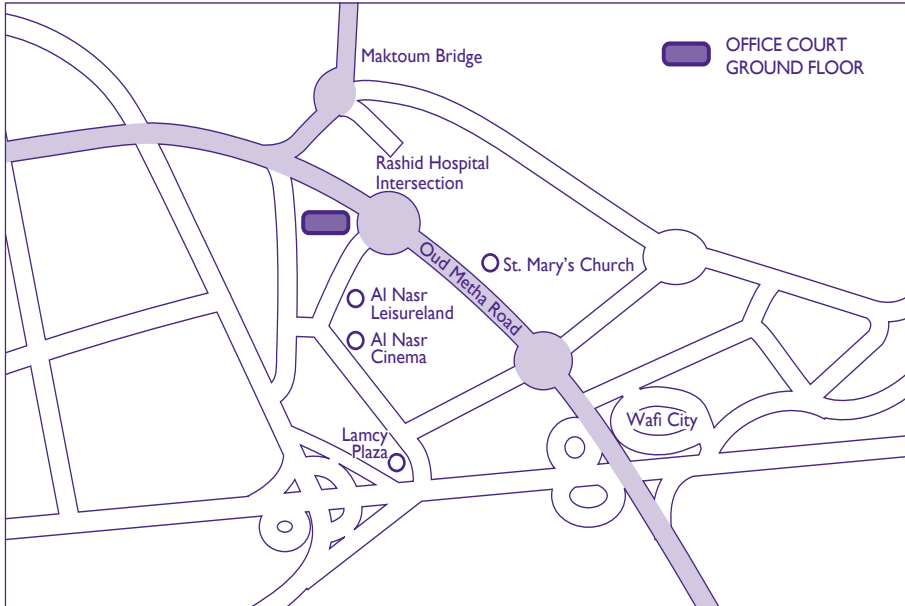 Maktoum Bridge
OFFICE COURT
GROUND FLOOR
Rashid Hospital
Intersection
Oud Metha Road
St. Mary's Church
Al Nasr
Leisureland
Al Nasr
Cinema
Wafi City
Lamcy
Plaza